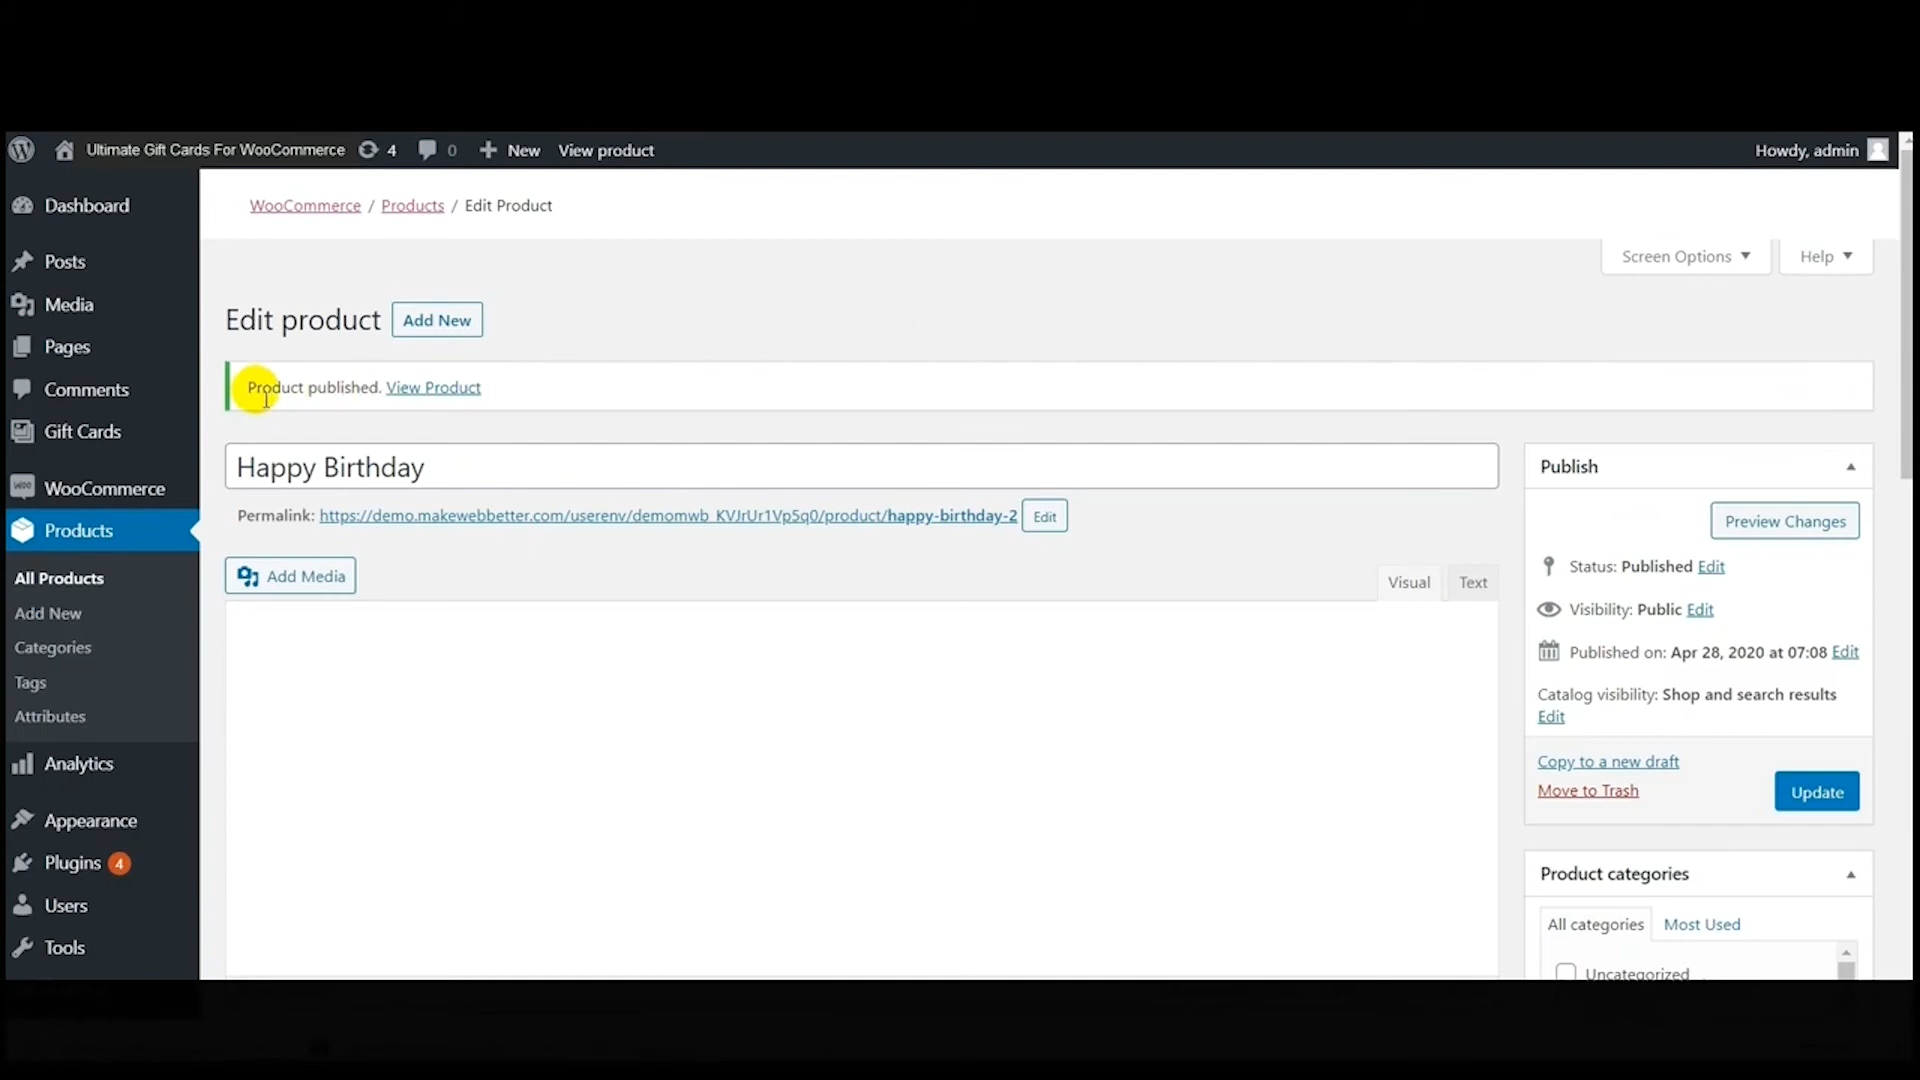 Ultimate Gift Cards For WooCommerce 4 0 New View product Howdy, admin
Dashboard
Posts
Media
Pages
Comments
Gift Cards
WooCommerce
Products
All Products
Add New
Categories
Tags
Attributes
Analytics
Appearance
Plugins 4
Users
Tools
WooCommerce / Products / Edit Product
Screen Options Help
Edit product Add New
Product published. View Product
Happy Birthday
Permalink: https://demo.makewebbetter.com/userenv/demomwb_KVJrUr1Vp5q0/product/happy-birthday-2 Edit
Add Media
Visual Text
Publish
Preview Changes
Status: Published Edit
Visibility: Public Edit
Published on: Apr 28, 2020 at 07:08 Edit
Catalog visibility: Shop and search results
Edit
Copy to a new draft
Move to Trash
Update
Product categories
All categories Most Used
Uncategorized